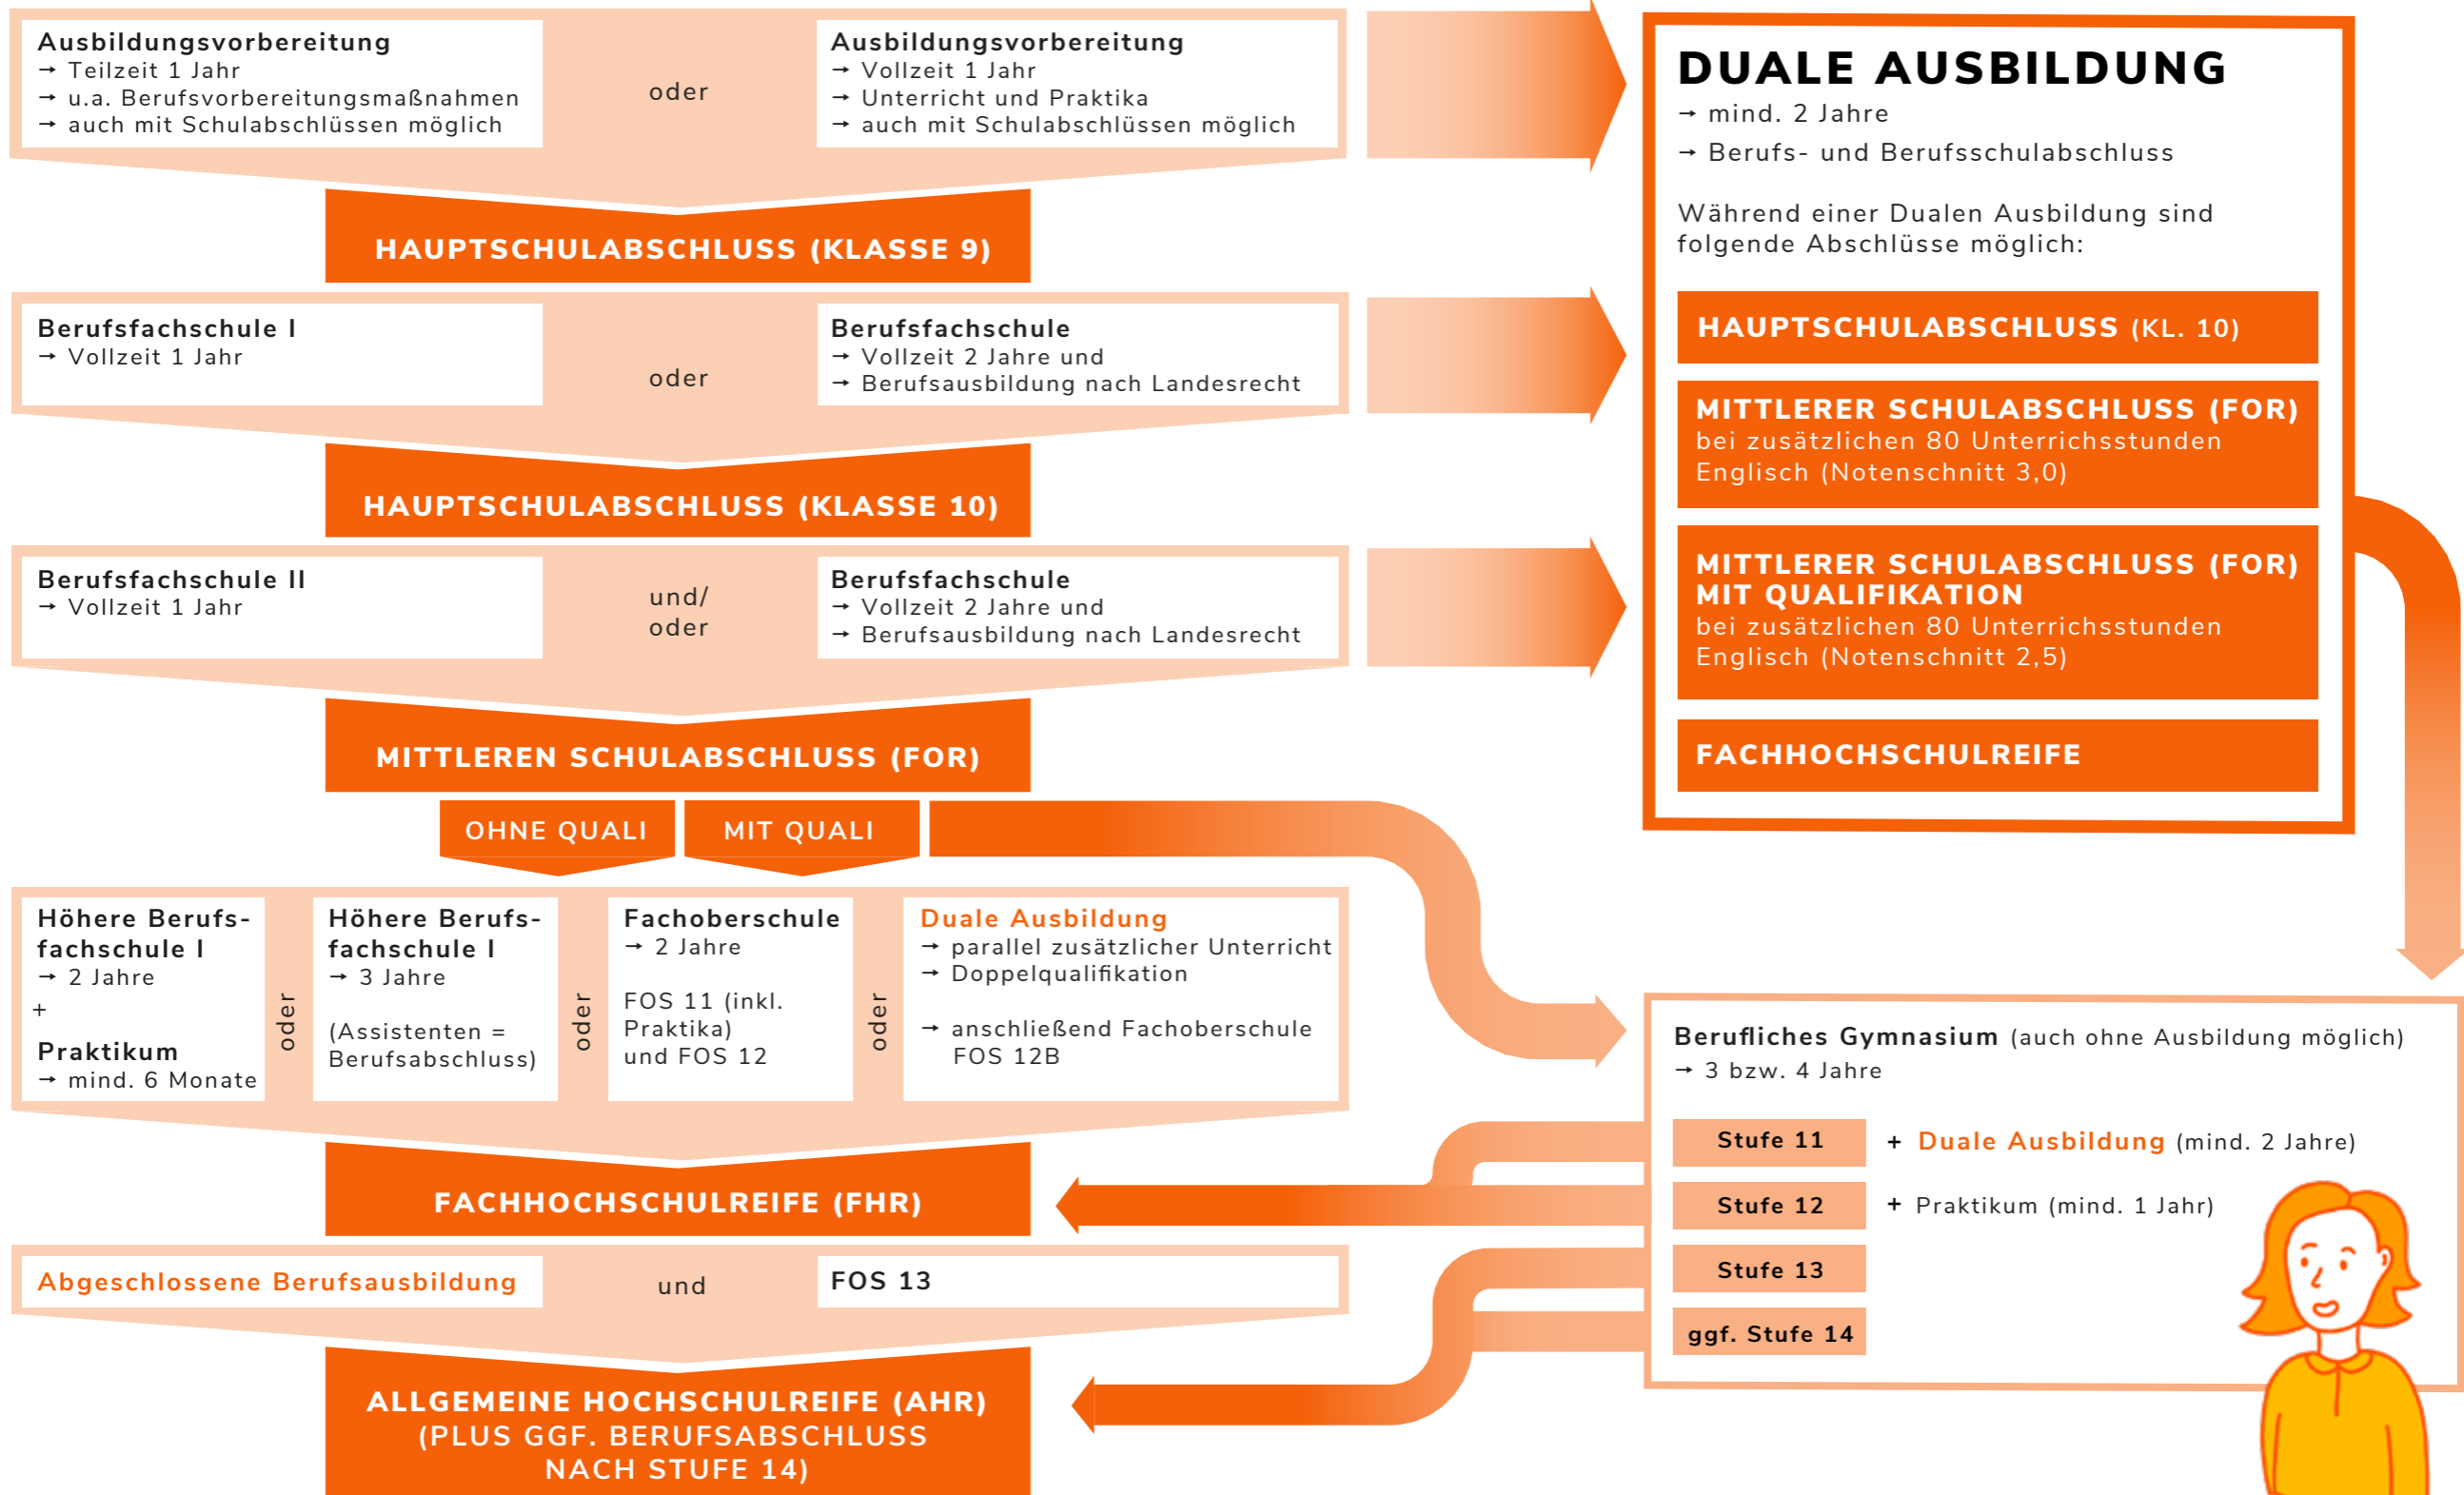 Ausbildungsvorbereitung
→ Teilzeit 1 Jahr
→ u.a. Berufsvorbereitungsmaßnahmen
→ auch mit Schulabschlüssen möglich
oder
Ausbildungsvorbereitung
→ Vollzeit 1 Jahr
→ Unterricht und Praktika
→ auch mit Schulabschlüssen möglich
HAUPTSCHULABSCHLUSS (KLASSE 9)
Berufsfachschule I
→ Vollzeit 1 Jahr
oder
Berufsfachschule
→ Vollzeit 2 Jahre und
→ Berufsausbildung nach Landesrecht
HAUPTSCHULABSCHLUSS (KLASSE 10)
Berufsfachschule II
→ Vollzeit 1 Jahr
und/
oder
Berufsfachschule
→ Vollzeit 2 Jahre und
→ Berufsausbildung nach Landesrecht
MITTLEREN SCHULABSCHLUSS (FOR)
OHNE QUALI
MIT QUALI
Höhere Berufs-
fachschule I
→ 2 Jahre
+
Praktikum
→ mind. 6 Monate
oder
Höhere Berufs-
fachschule I
→ 3 Jahre
(Assistenten =
Berufsabschluss)
oder
Fachoberschule
→ 2 Jahre
FOS 11 (inkl.
Praktika)
und FOS 12
oder
Duale Ausbildung
→ parallel zusätzlicher Unterricht
→ Doppelqualifikation
→ anschließend Fachoberschule
FOS 12B
FACHHOCHSCHULREIFE (FHR)
Abgeschlossene Berufsausbildung
und
FOS 13
ALLGEMEINE HOCHSCHULREIFE (AHR)
(PLUS GGF. BERUFSABSCHLUSS
NACH STUFE 14)
DUALE AUSBILDUNG
→ mind. 2 Jahre
→ Berufs- und Berufsschulabschluss
Während einer Dualen Ausbildung sind
folgende Abschlüsse möglich:
HAUPTSCHULABSCHLUSS (KL. 10)
MITTLERER SCHULABSCHLUSS (FOR)
bei zusätzlichen 80 Unterrichsstunden
Englisch (Notenschnitt 3,0)
MITTLERER SCHULABSCHLUSS (FOR)
MIT QUALIFIKATION
bei zusätzlichen 80 Unterrichsstunden
Englisch (Notenschnitt 2,5)
FACHHOCHSCHULREIFE
Berufliches Gymnasium (auch ohne Ausbildung möglich)
→ 3 bzw. 4 Jahre
Stufe 11 + Duale Ausbildung (mind. 2 Jahre)
Stufe 12 + Praktikum (mind. 1 Jahr)
Stufe 13
ggf. Stufe 14